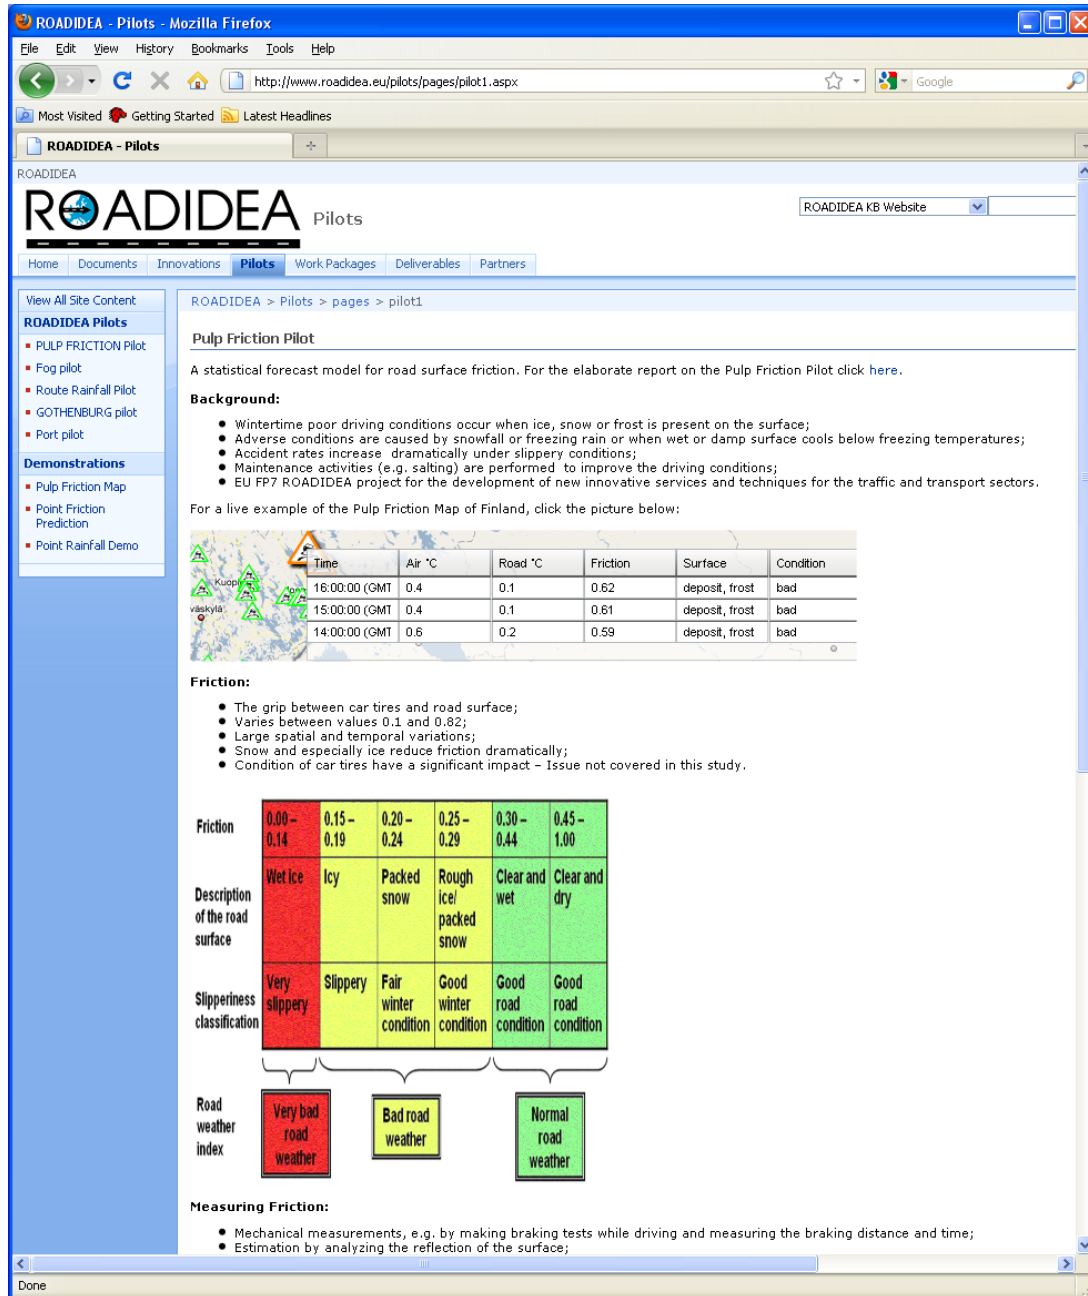 ROADIDEA - Pilots - Mozilla Firefox
File Edit View History Bookmarks Tools Help
http://www.roadidea.eu/pilots/pages/pilot1.aspx
Google
Most Visited Getting Started Latest Headlines
ROADIDEA - Pilots
ROADIDEA
ROADIDEA Pilots
ROADIDEA KB Website
Home Documents Innovations Pilots Work Packages Deliverables Partners
View All Site Content
ROADIDEA Pilots
PULP FRICTION Pilot
Fog pilot
Route Rainfall Pilot
GOTHENBURG pilot
Port pilot
Demonstrations
Pulp Friction Map
Point Friction
Prediction
Point Rainfall Demo
ROADIDEA > Pilots > pages > pilot1
Pulp Friction Pilot
A statistical forecast model for road surface friction. For the elaborate report on the Pulp Friction Pilot click here.
Background:
● Wintertime poor driving conditions occur when ice, snow or frost is present on the surface;
● Adverse conditions are caused by snowfall or freezing rain or when wet or damp surface cools below freezing temperatures;
● Accident rates increase dramatically under slippery conditions;
● Maintenance activities (e.g. salting) are performed to improve the driving conditions;
● EU FP7 ROADIDEA project for the development of new innovative services and techniques for the traffic and transport sectors.
For a live example of the Pulp Friction Map of Finland, click the picture below:
Time Air °C Road °C Friction Surface Condition
16:00:00 (GMT 0.4 0.1 0.62 deposit, frost bad
15:00:00 (GMT 0.4 0.1 0.61 deposit, frost bad
14:00:00 (GMT 0.6 0.2 0.59 deposit, frost bad
Kuop
väskylä
Friction:
● The grip between car tires and road surface;
● Varies between values 0.1 and 0.82;
● Large spatial and temporal variations;
● Snow and especially ice reduce friction dramatically;
● Condition of car tires have a significant impact – Issue not covered in this study.
Friction 0.00 – 0.14 0.15 – 0.19 0.20 – 0.24 0.25 – 0.29 0.30 – 0.44 0.45 – 1.00
Description of the road surface Wet ice Icy Packed snow Rough ice/ packed snow Clear and wet Clear and dry
Slipperiness classification Very slippery Slippery Fair winter condition Good winter condition Good road condition Good road condition
Road weather index Very bad road weather Bad road weather Normal road weather
Measuring Friction:
● Mechanical measurements, e.g. by making braking tests while driving and measuring the braking distance and time;
● Estimation by analyzing the reflection of the surface;
Done